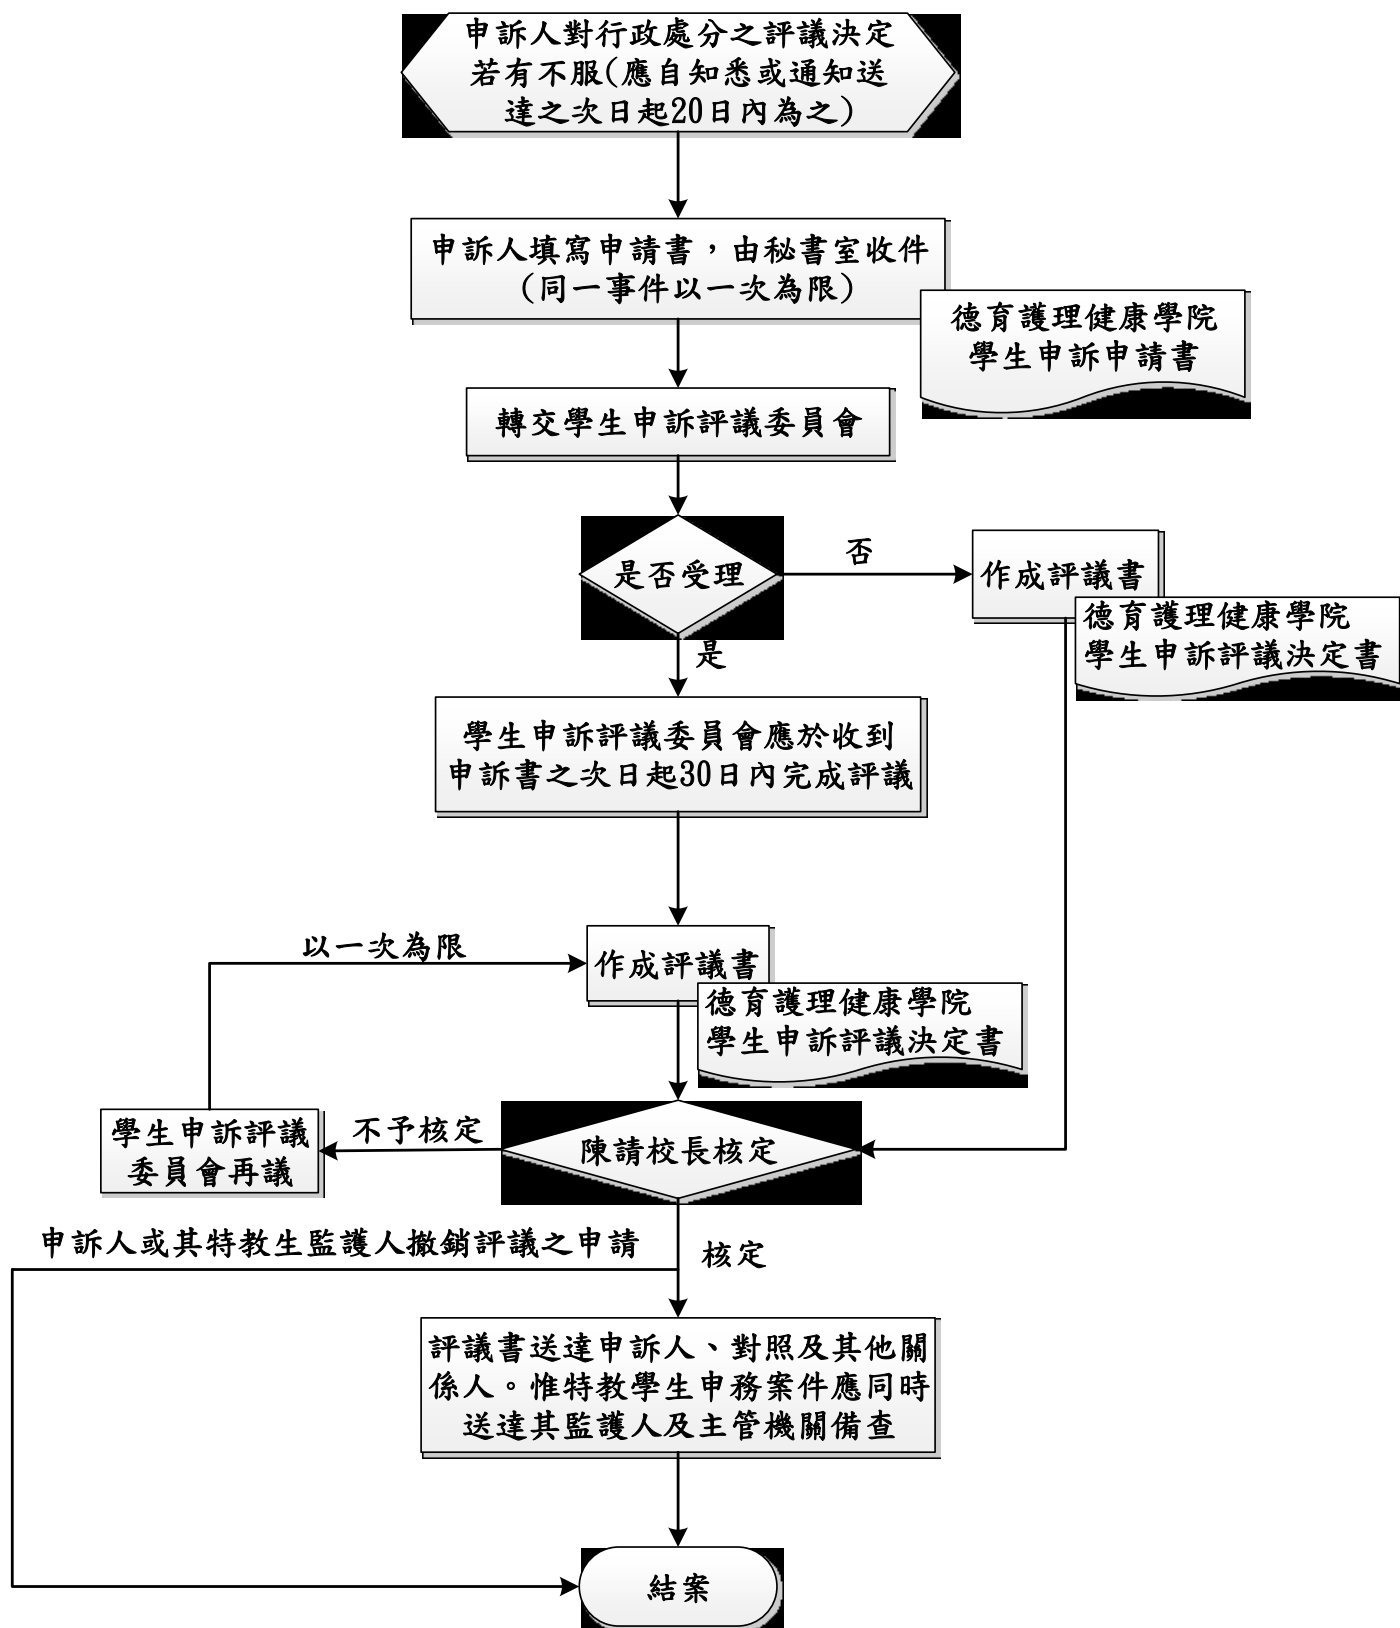 申訴人對行政處分之評議決定
若有不服(應自知悉或通知送
達之次日起20日內為之)
申訴人填寫申請書，由秘書室收件
(同一事件以一次為限)
德育護理健康學院
學生申訴申請書
轉交學生申訴評議委員會
是否受理
否
作成評議書
德育護理健康學院
學生申訴評議決定書
是
學生申訴評議委員會應於收到
申訴書之次日起30日內完成評議
以一次為限
作成評議書
德育護理健康學院
學生申訴評議決定書
學生申訴評議
委員會再議
不予核定
陳請校長核定
申訴人或其特教生監護人撤銷評議之申請
核定
評議書送達申訴人、對照及其他關
係人。惟特教學生申務案件應同時
送達其監護人及主管機關備查
結案